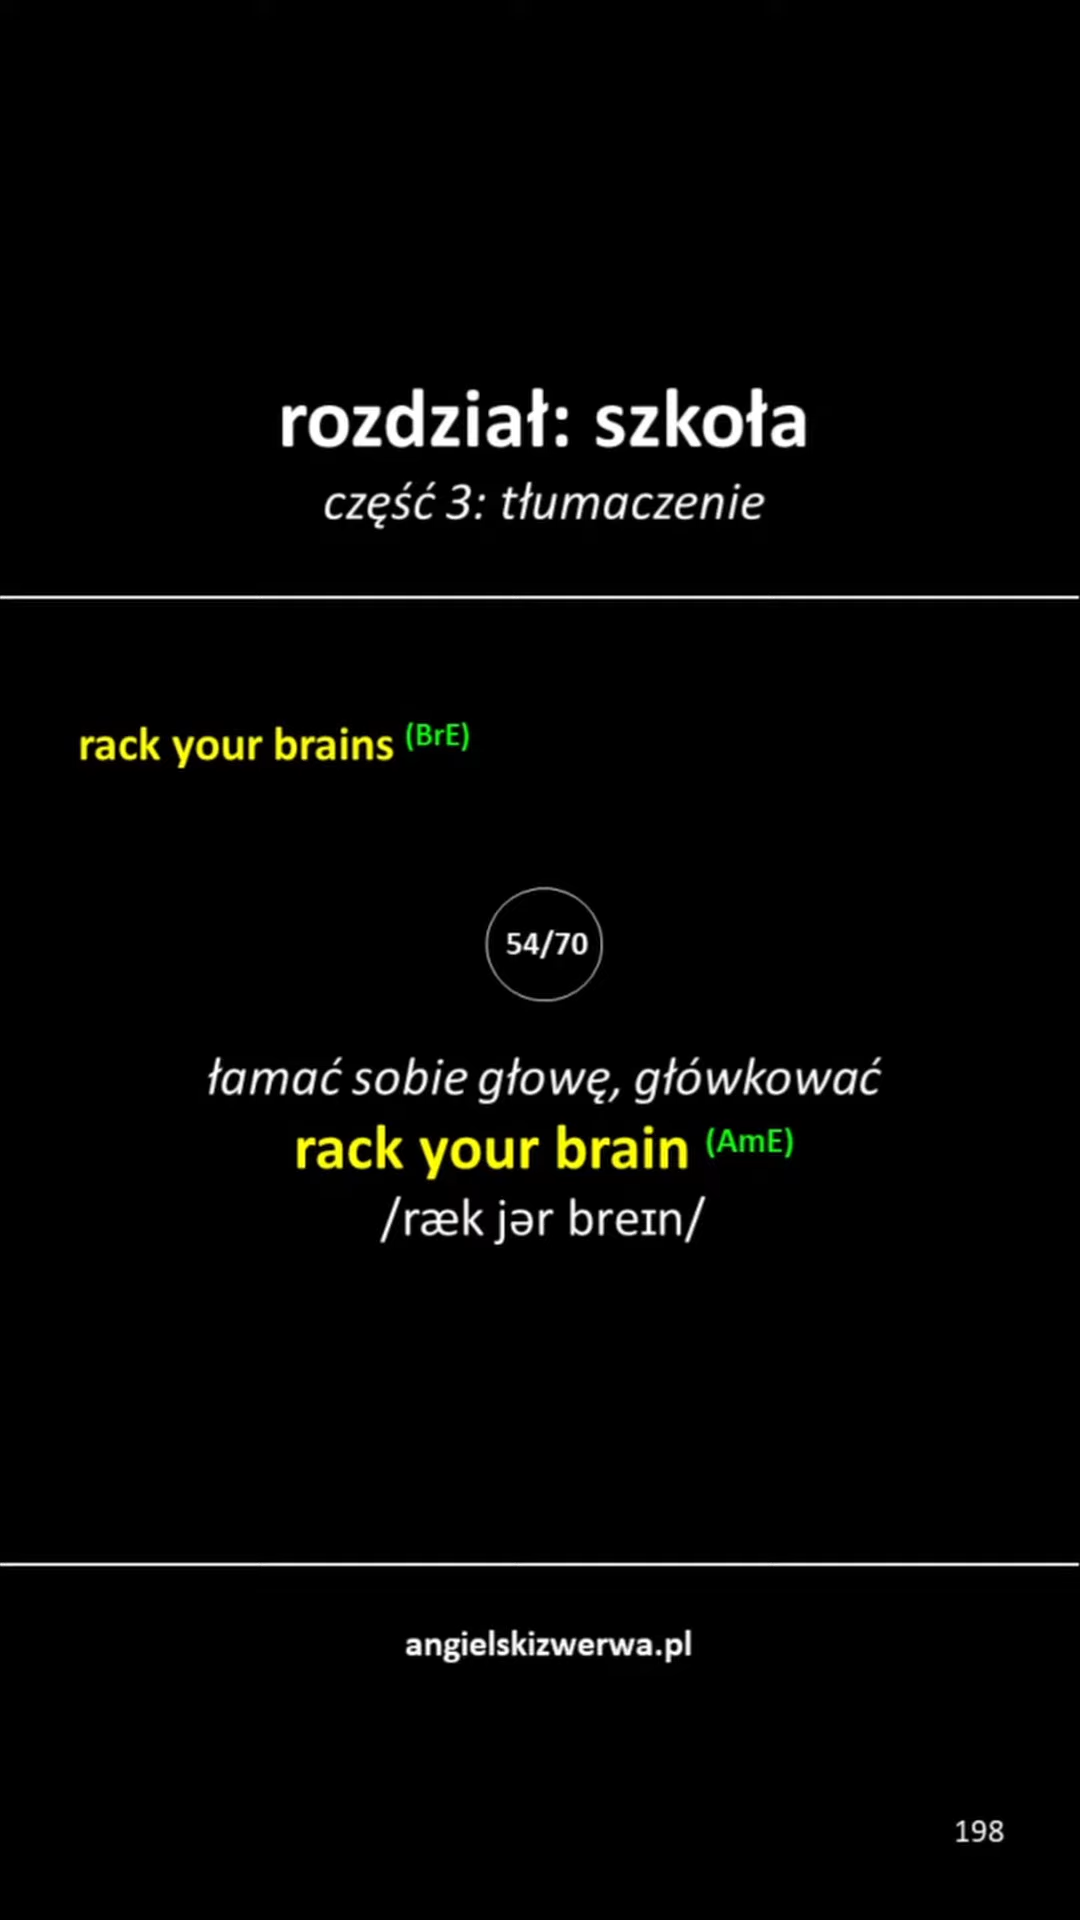 rozdział: szkoła
część 3: tłumaczenie
rack your brains (BrE)
54/70
łamać sobie głowę, główkować
rack your brain (AmE)
/ræk jər breɪn/
angielskizwerwa.pl
198